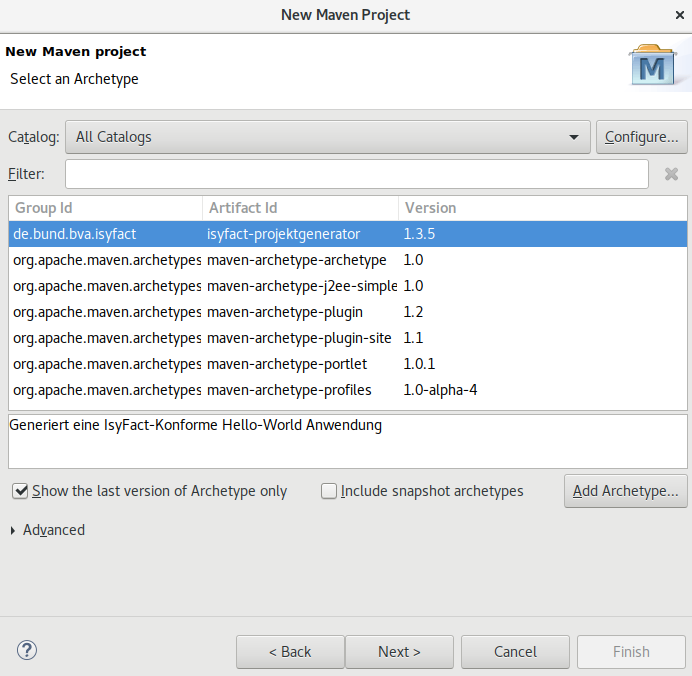 New Maven Project
New Maven project
Select an Archetype
M
Catalog: All Catalogs Configure...
Filter:
Group Id Artifact Id Version
de.bund.bva.isyfact isyfact-projektgenerator 1.3.5
org.apache.maven.archetypes maven-archetype-archetype 1.0
org.apache.maven.archetypes maven-archetype-j2ee-simple 1.0
org.apache.maven.archetypes maven-archetype-plugin 1.2
org.apache.maven.archetypes maven-archetype-plugin-site 1.1
org.apache.maven.archetypes maven-archetype-portlet 1.0.1
org.apache.maven.archetypes maven-archetype-profiles 1.0-alpha-4
Generiert eine IsyFact-Konforme Hello-World Anwendung
Show the last version of Archetype only Include snapshot archetypes Add Archetype...
Advanced
? < Back Next > Cancel Finish